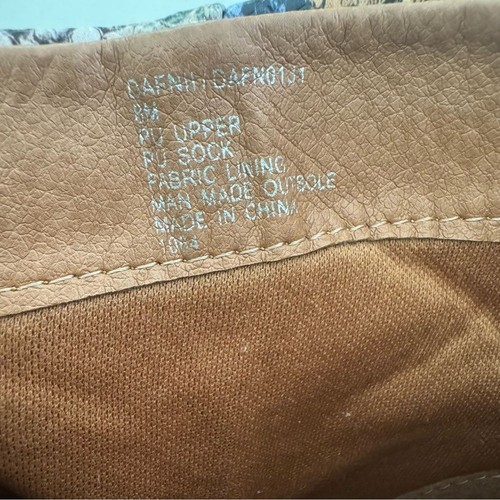 8M
PU UPPER
PU SOCK
FABRIC LINING
MAN MADE OUTSOLE
MADE IN CHINA